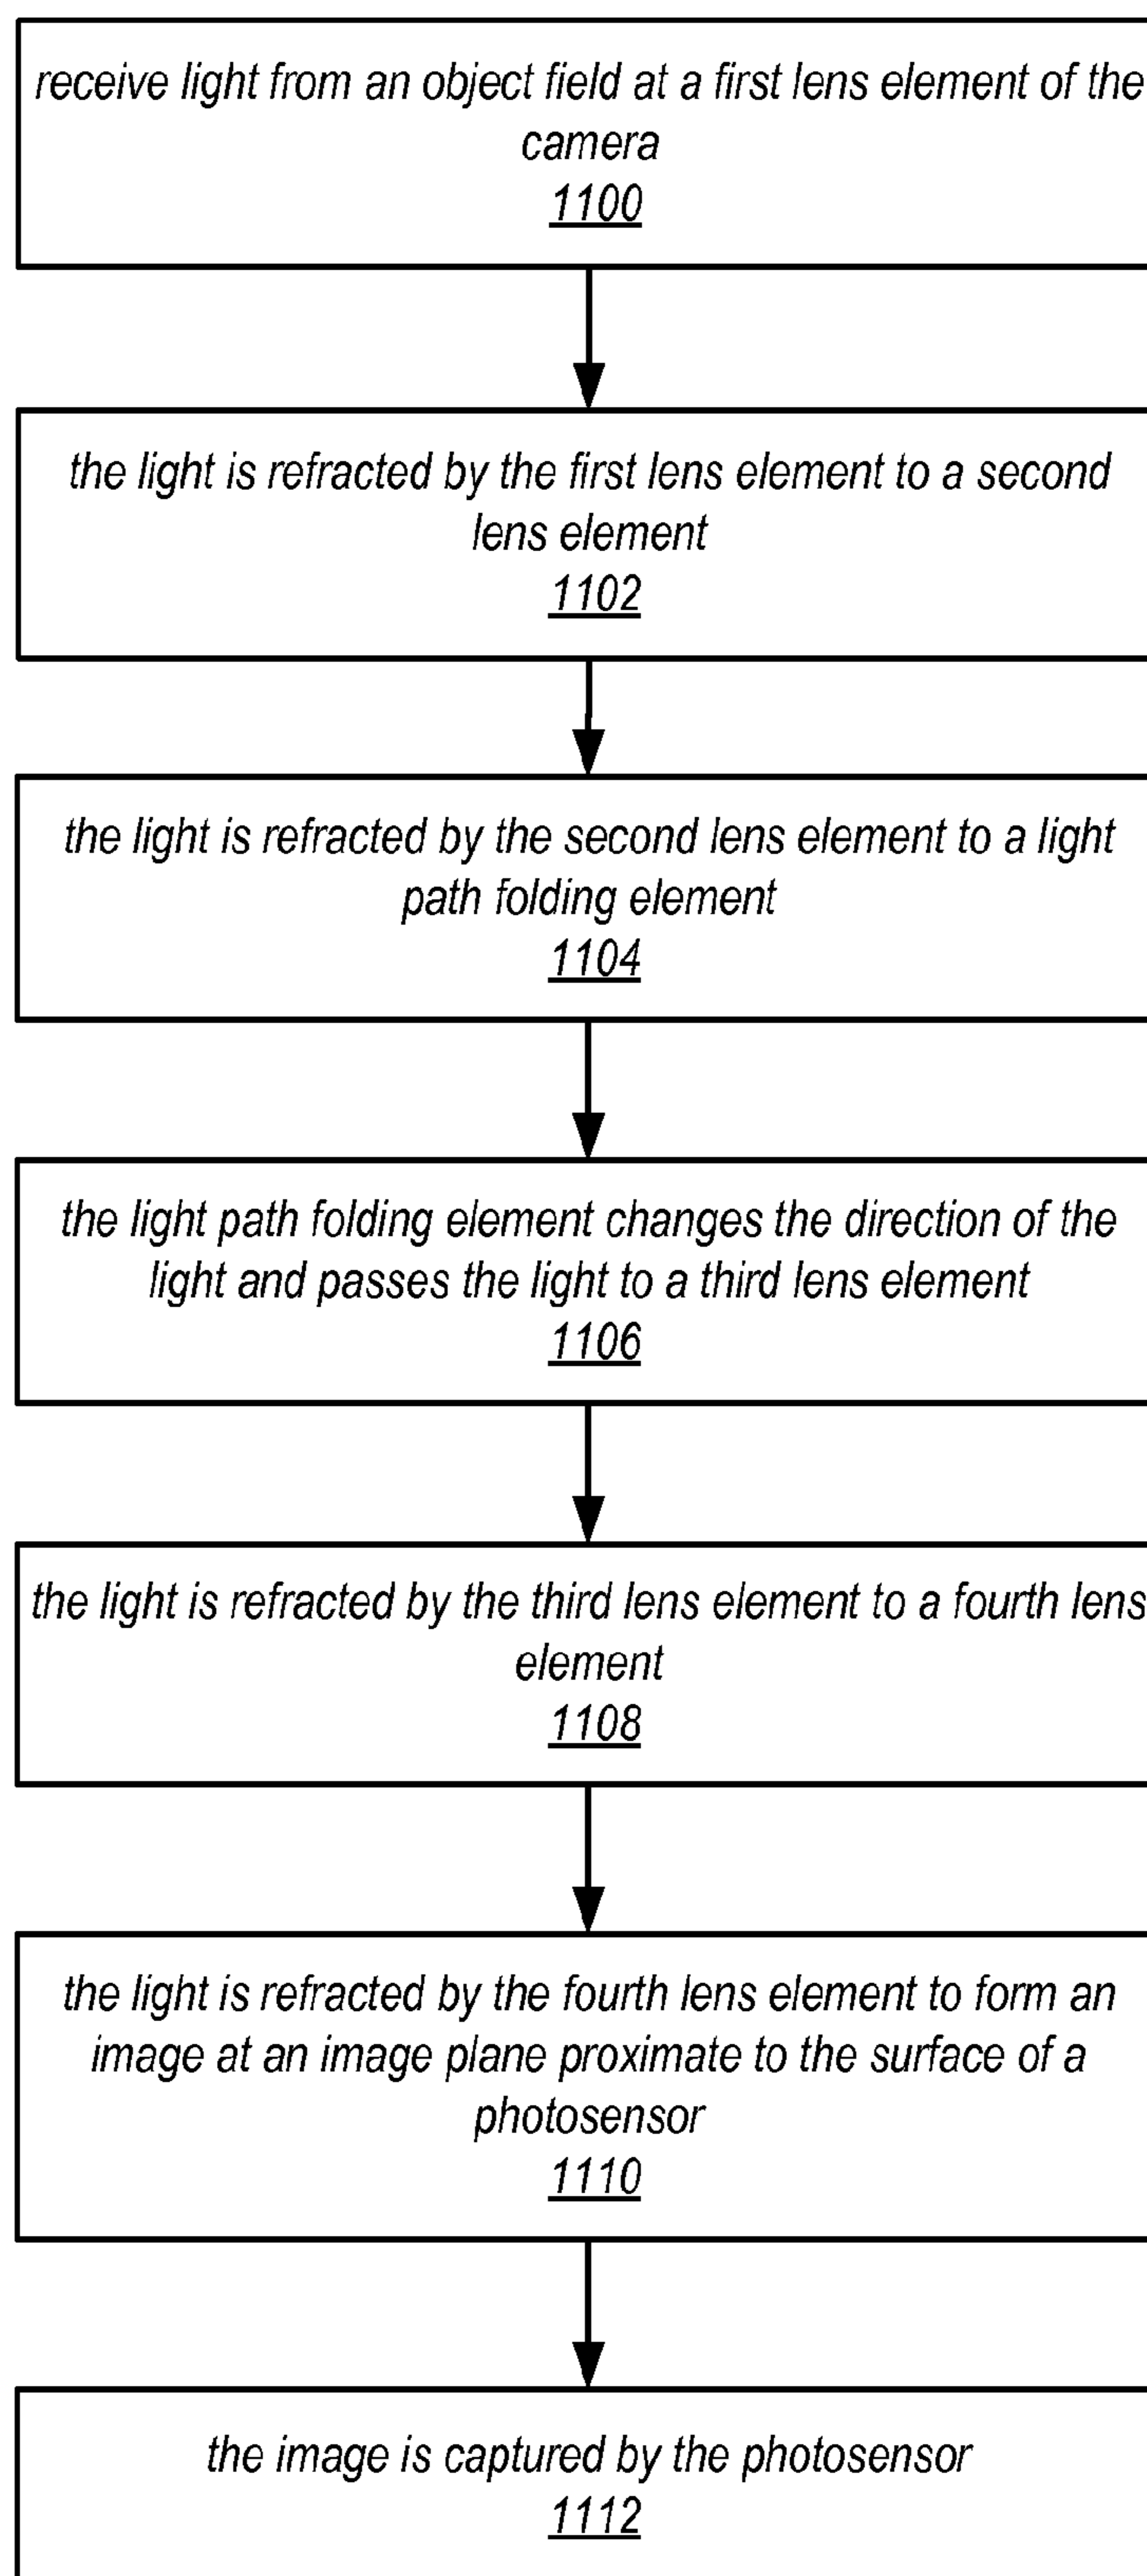 receive light from an object field at a first lens element of the
camera
1100
the light is refracted by the first lens element to a second
lens element
1102
the light is refracted by the second lens element to a light
path folding element
1104
the light path folding element changes the direction of the
light and passes the light to a third lens element
1106
the light is refracted by the third lens element to a fourth lens
element
1108
the light is refracted by the fourth lens element to form an
image at an image plane proximate to the surface of a
photosensor
1110
the image is captured by the photosensor
1112